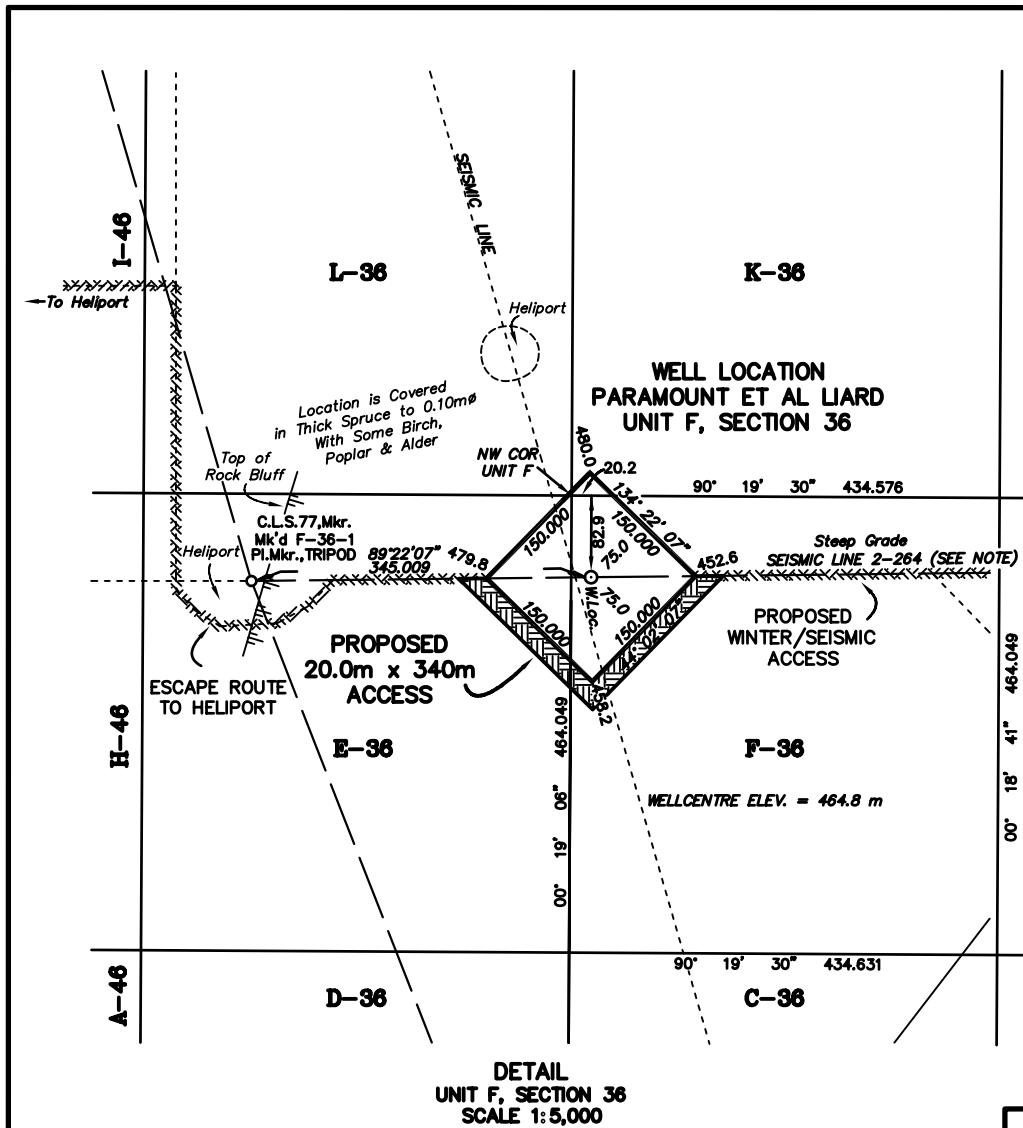 I-46
L-36
K-36
SEISMIC LINE
Heliport
To Heliport
WELL LOCATION
PARAMOUNT ET AL LIARD
UNIT F, SECTION 36
Location is Covered
in Thick Spruce to 0.10mø
With Some Birch,
Poplar & Alder
Top of
Rock Bluff
NW COR
UNIT F
480.0
20.2
134° 22' 07"
150.000
90° 19' 30" 434.576
C.L.S.77,Mkr.
Mk'd F-36-1
Pl.Mkr.,TRIPOD
Heliport
89°22'07"
345.009
479.8
150.000
82.9
75.0
75.0
W.Loc.
452.6
Steep Grade
SEISMIC LINE 2-264 (SEE NOTE)
150.000
150.000
44° 02' 07"
458.2
PROPOSED
WINTER/SEISMIC
ACCESS
PROPOSED
20.0m x 340m
ACCESS
ESCAPE ROUTE
TO HELIPORT
H-46
E-36
F-36
00° 19' 06" 464.049
00° 18' 41" 464.049
WELLCENTRE ELEV. = 464.8 m
90° 19' 30" 434.631
A-46
D-36
C-36
DETAIL
UNIT F, SECTION 36
SCALE 1:5,000